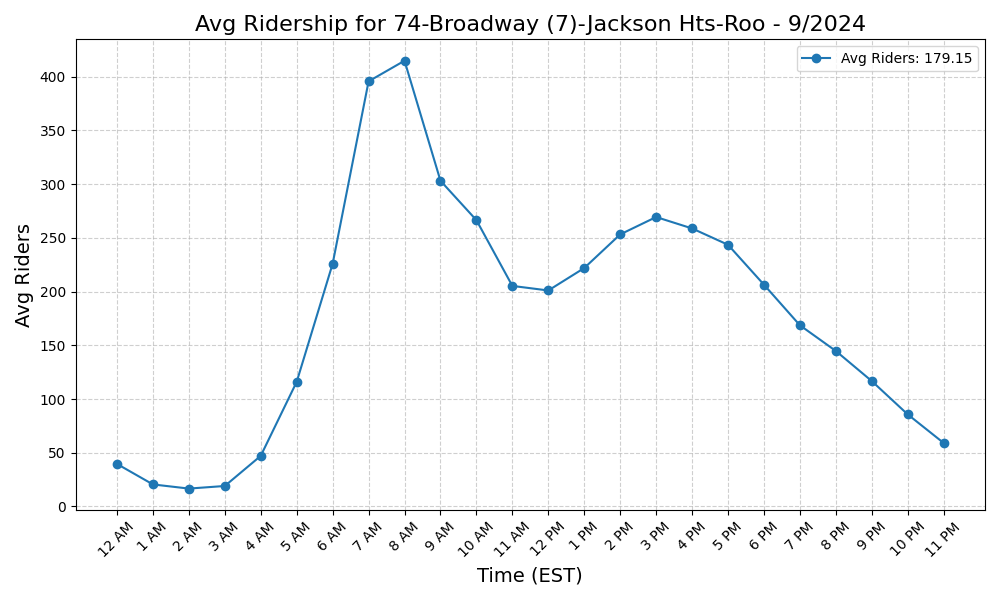 Avg Ridership for 74-Broadway (7)-Jackson Hts-Roo - 9/2024
Avg Riders: 179.15
Avg Riders
400
350
300
250
200
150
100
50
0
12 AM
1 AM
2 AM
3 AM
4 AM
5 AM
6 AM
7 AM
8 AM
9 AM
10 AM
11 AM
12 PM
1 PM
2 PM
3 PM
4 PM
5 PM
6 PM
7 PM
8 PM
9 PM
10 PM
11 PM
Time (EST)